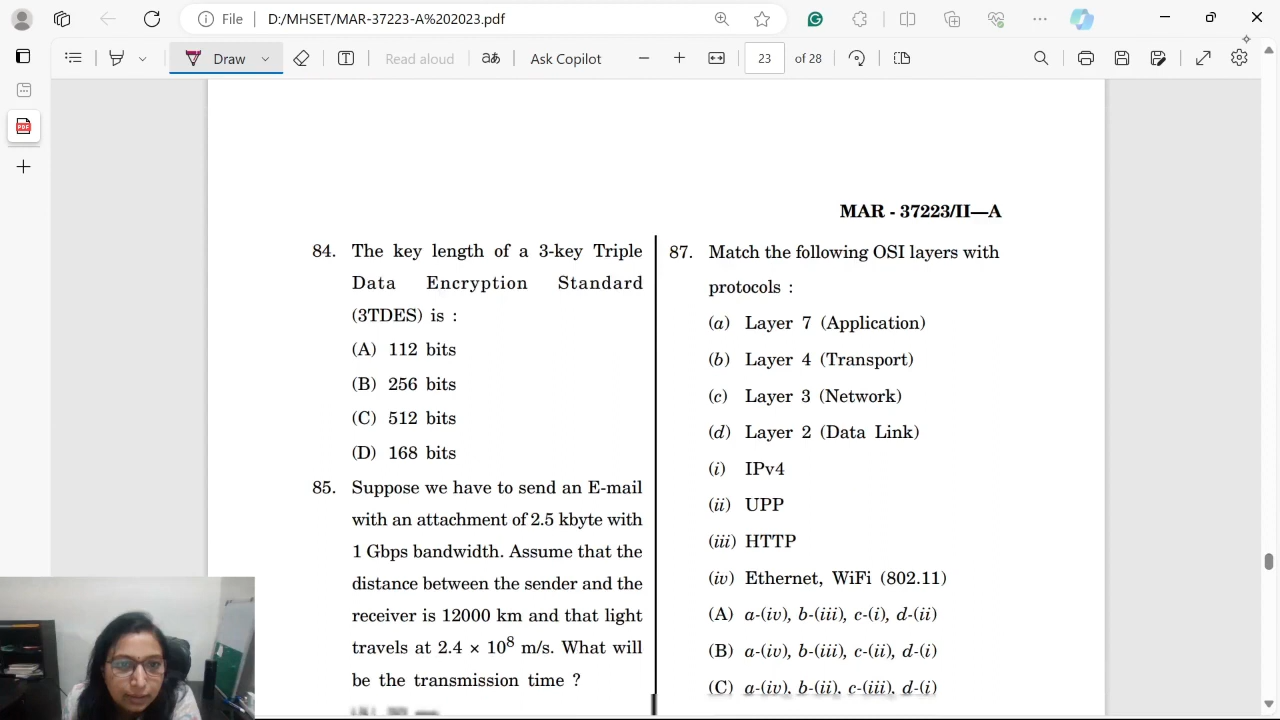 File
D:/MHSET/MAR-37223-A%202023.pdf
Draw
Read aloud
aあ
Ask Copilot
23
of 28
PDF
MAR - 37223/II—A
84. The key length of a 3-key Triple
Data Encryption Standard
(3TDES) is :
(A) 112 bits
(B) 256 bits
(C) 512 bits
(D) 168 bits
85. Suppose we have to send an E-mail
with an attachment of 2.5 kbyte with
1 Gbps bandwidth. Assume that the
distance between the sender and the
receiver is 12000 km and that light
travels at 2.4 × 10⁸ m/s. What will
be the transmission time ?
87. Match the following OSI layers with
protocols :
(a) Layer 7 (Application)
(b) Layer 4 (Transport)
(c) Layer 3 (Network)
(d) Layer 2 (Data Link)
(i) IPv4
(ii) UPP
(iii) HTTP
(iv) Ethernet, WiFi (802.11)
(A) a-(iv), b-(iii), c-(i), d-(ii)
(B) a-(iv), b-(iii), c-(ii), d-(i)
(C) a-(iv), b-(ii), c-(iii), d-(i)